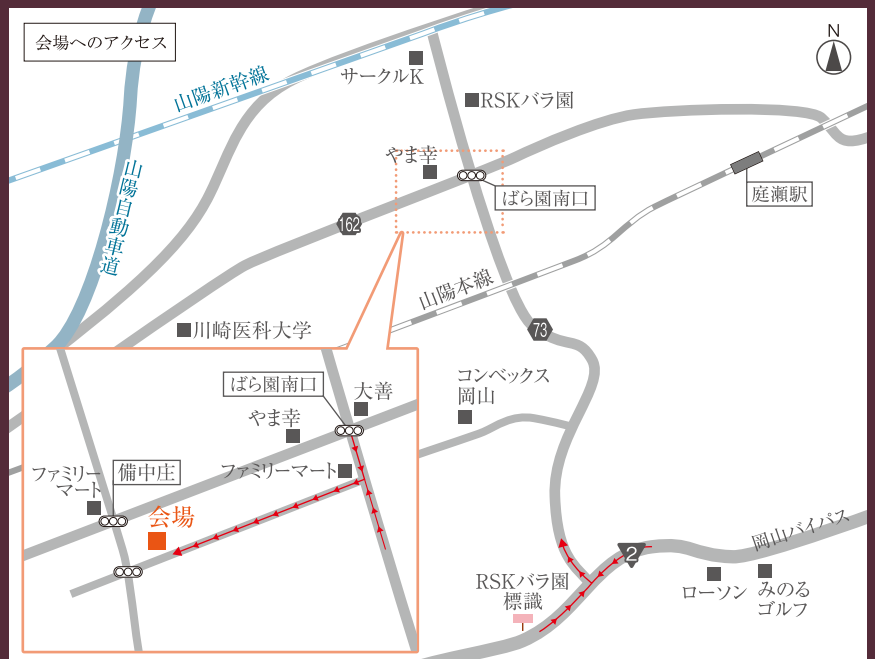 会場へのアクセス
N
サークルK
山陽新幹線
RSKバラ園
やま幸
ばら園南口
庭瀬駅
山陽自動車道
162
山陽本線
73
川崎医科大学
コンベックス
岡山
ばら園南口
大善
やま幸
ファミリー
マート
備中庄
ファミリーマート
会場
岡山バイパス
2
RSKバラ園
標識
ローソン
みのる
ゴルフ